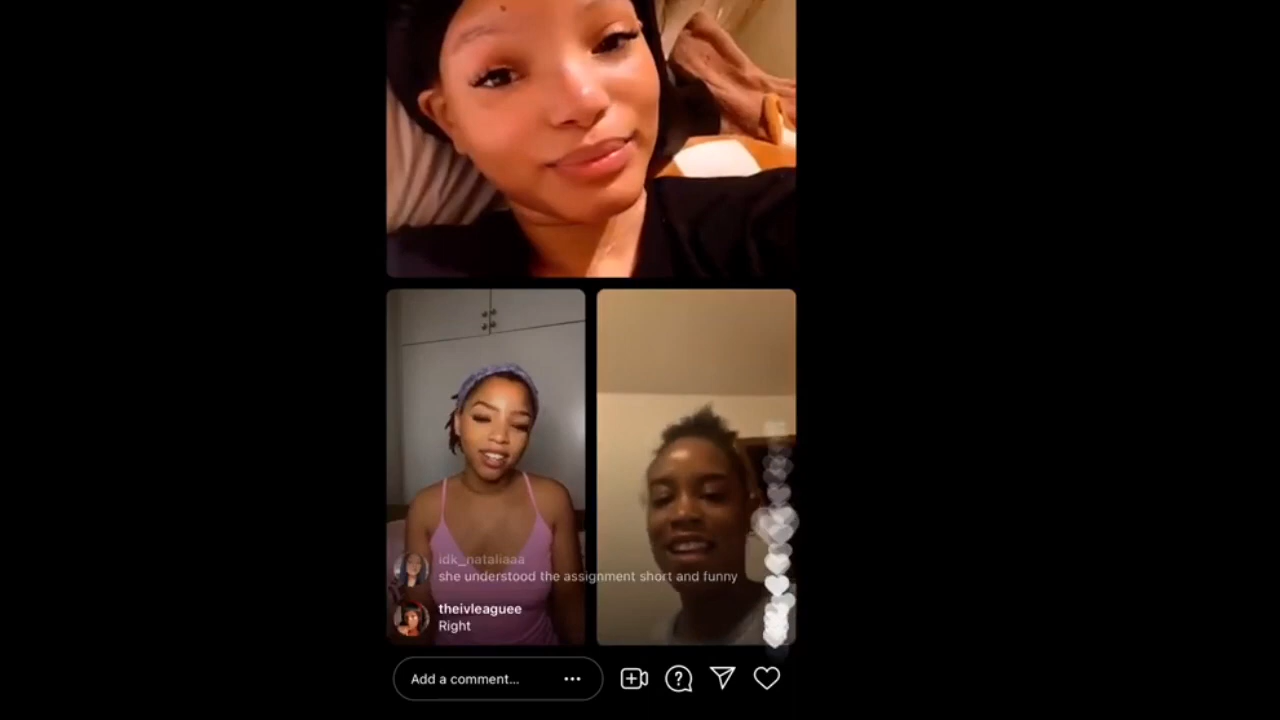 idk_nataliaaa
she understood the assignment short and funny
theivleaguee
Right
Add a comment...